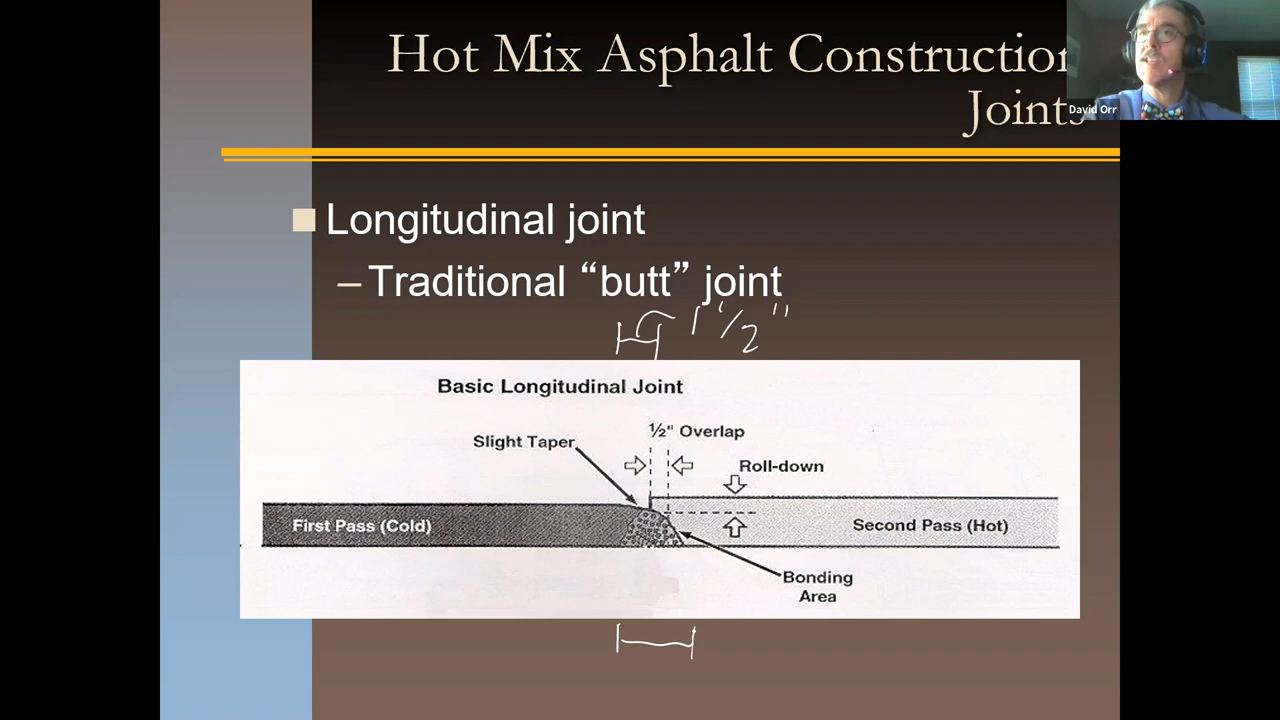 Hot Mix Asphalt Construction
Joints
David Orr
Longitudinal joint
– Traditional “butt” joint
1 1/2"
Basic Longitudinal Joint
½" Overlap
Slight Taper
Roll-down
First Pass (Cold)
Second Pass (Hot)
Bonding
Area